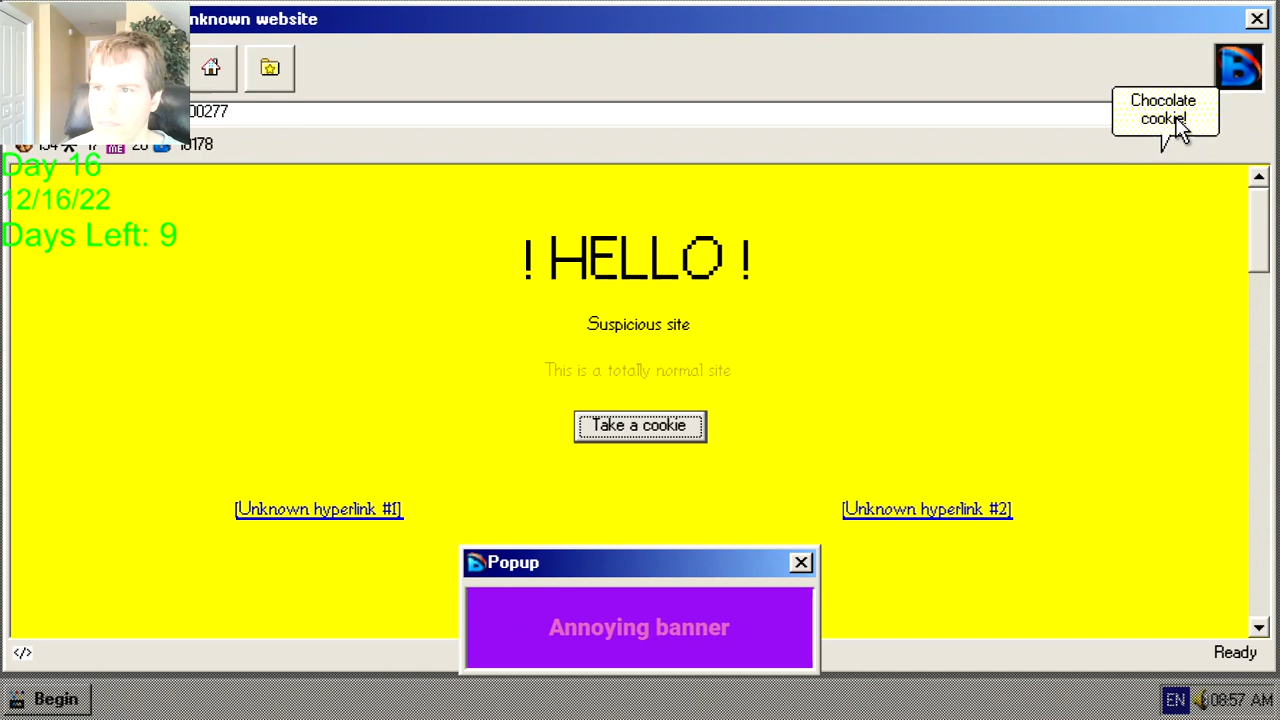 nknown website
Chocolate
cookie!
00277
Day 16
12/16/22
Days Left: 9
! HELLO !
Suspicious site
This is a totally normal site
Take a cookie
[Unknown hyperlink #1]
[Unknown hyperlink #2]
Popup
Annoying banner
</>
Ready
Begin
EN
08:57 AM